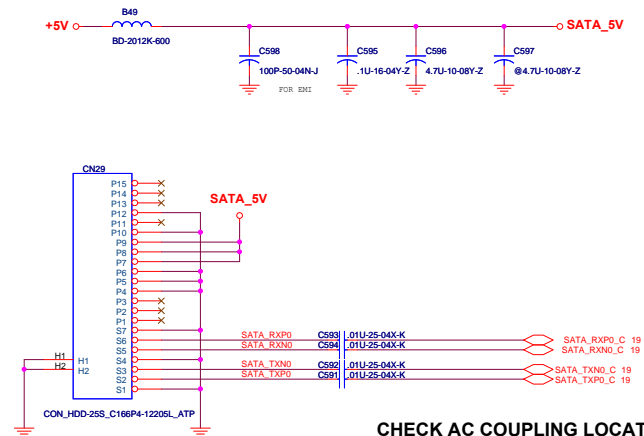 B49
+5V
SATA_5V
BD-2012K-600
C598
C595
C596
C597
100P-50-04N-J
.1U-16-04Y-Z
4.7U-10-08Y-Z
@4.7U-10-08Y-Z
FOR EMI
CN29
SATA_5V
P15
P14
P13
P12
P11
P10
P9
P8
P7
P6
P5
P4
P3
P2
P1
S7
S6
SATA_RXP0
C593
.01U-25-04X-K
SATA_RXP0_C 19
S5
SATA_RXN0
C594
.01U-25-04X-K
SATA_RXN0_C 19
H1
H1
S4
H2
H2
S3
SATA_TXN0
C592
.01U-25-04X-K
SATA_TXN0_C 19
S2
SATA_TXP0
C591
.01U-25-04X-K
SATA_TXP0_C 19
S1
CON_HDD-25S_C166P4-12205L_ATP
CHECK AC COUPLING LOCAT